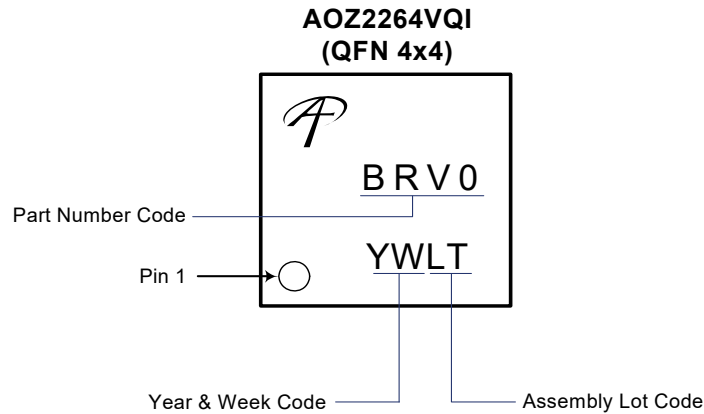 AOZ2264VQI
(QFN 4x4)
BRV0
Part Number Code
YWLT
Pin 1
Year & Week Code
Assembly Lot Code